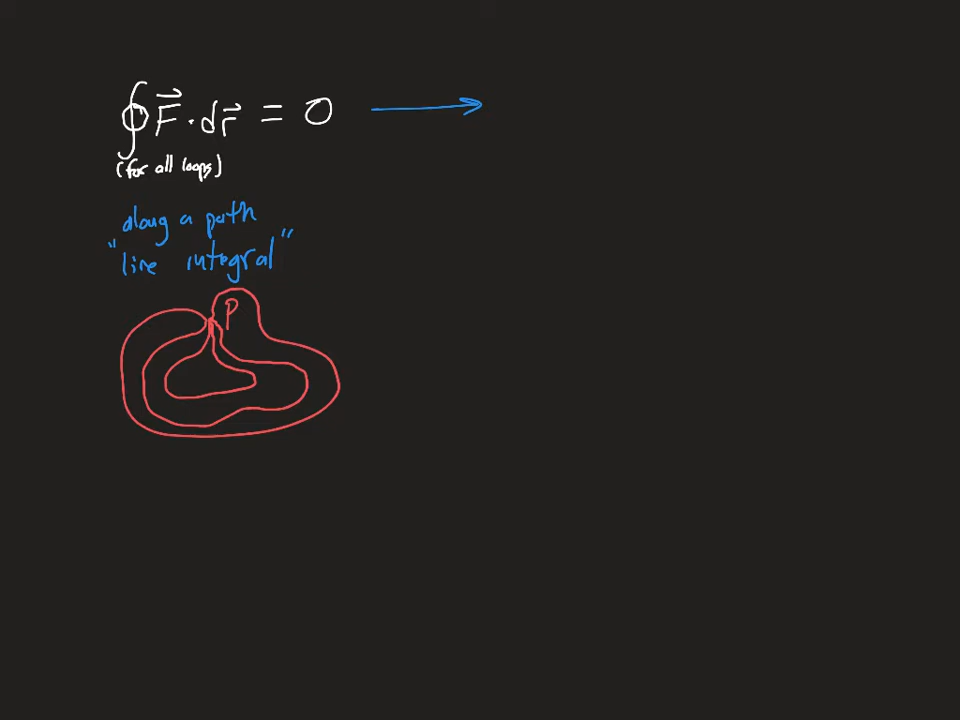 ∮ F⃗ · dr⃗ = 0
(for all loops)
along a path
"line integral"
P